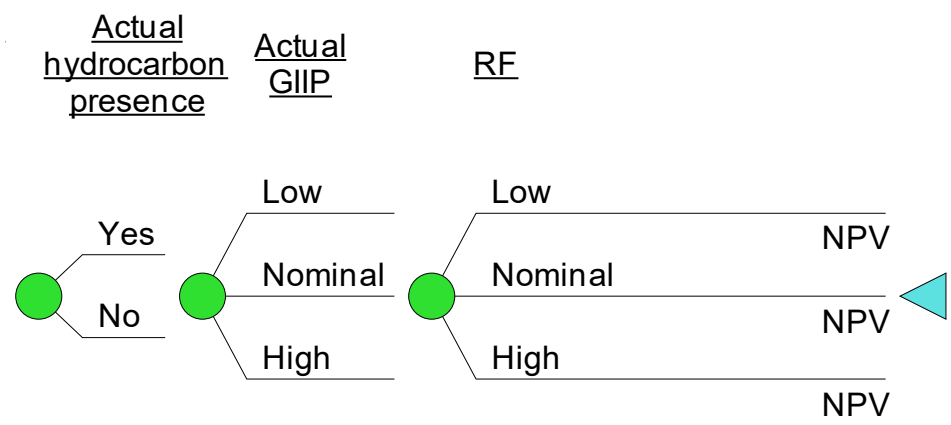 Actual
hydrocarbon
presence
Actual
GIIP
RF
Yes
No
Low
Nominal
High
Low
NPV
Nominal
NPV
High
NPV